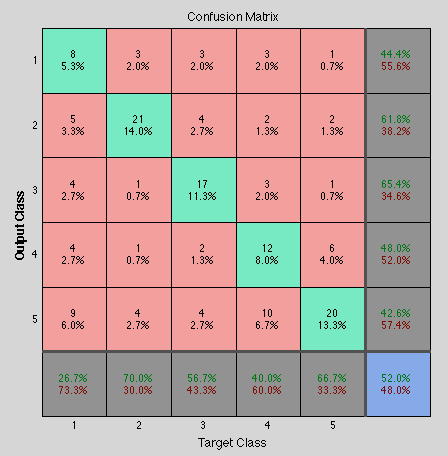 Confusion Matrix
1 8 3 3 3 1 44.4%
5.3% 2.0% 2.0% 2.0% 0.7% 55.6%
2 5 21 4 2 2 61.8%
3.3% 14.0% 2.7% 1.3% 1.3% 38.2%
3 4 1 17 3 1 65.4%
2.7% 0.7% 11.3% 2.0% 0.7% 34.6%
4 4 1 2 12 6 48.0%
2.7% 0.7% 1.3% 8.0% 4.0% 52.0%
5 9 4 4 10 20 42.6%
6.0% 2.7% 2.7% 6.7% 13.3% 57.4%
26.7% 70.0% 56.7% 40.0% 66.7% 52.0%
73.3% 30.0% 43.3% 60.0% 33.3% 48.0%
1 2 3 4 5
Target Class
Output Class